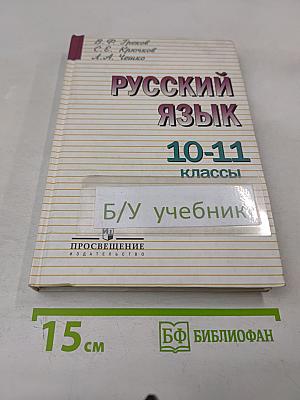 В. Ф. Греков
С. Е. Крючков
Л. А. Чешко
РУССКИЙ
ЯЗЫК
10-11
классы
Б/У учебник
ПРОСВЕЩЕНИЕ
ИЗДАТЕЛЬСТВО
15 см
БФ БИБЛИОФАН